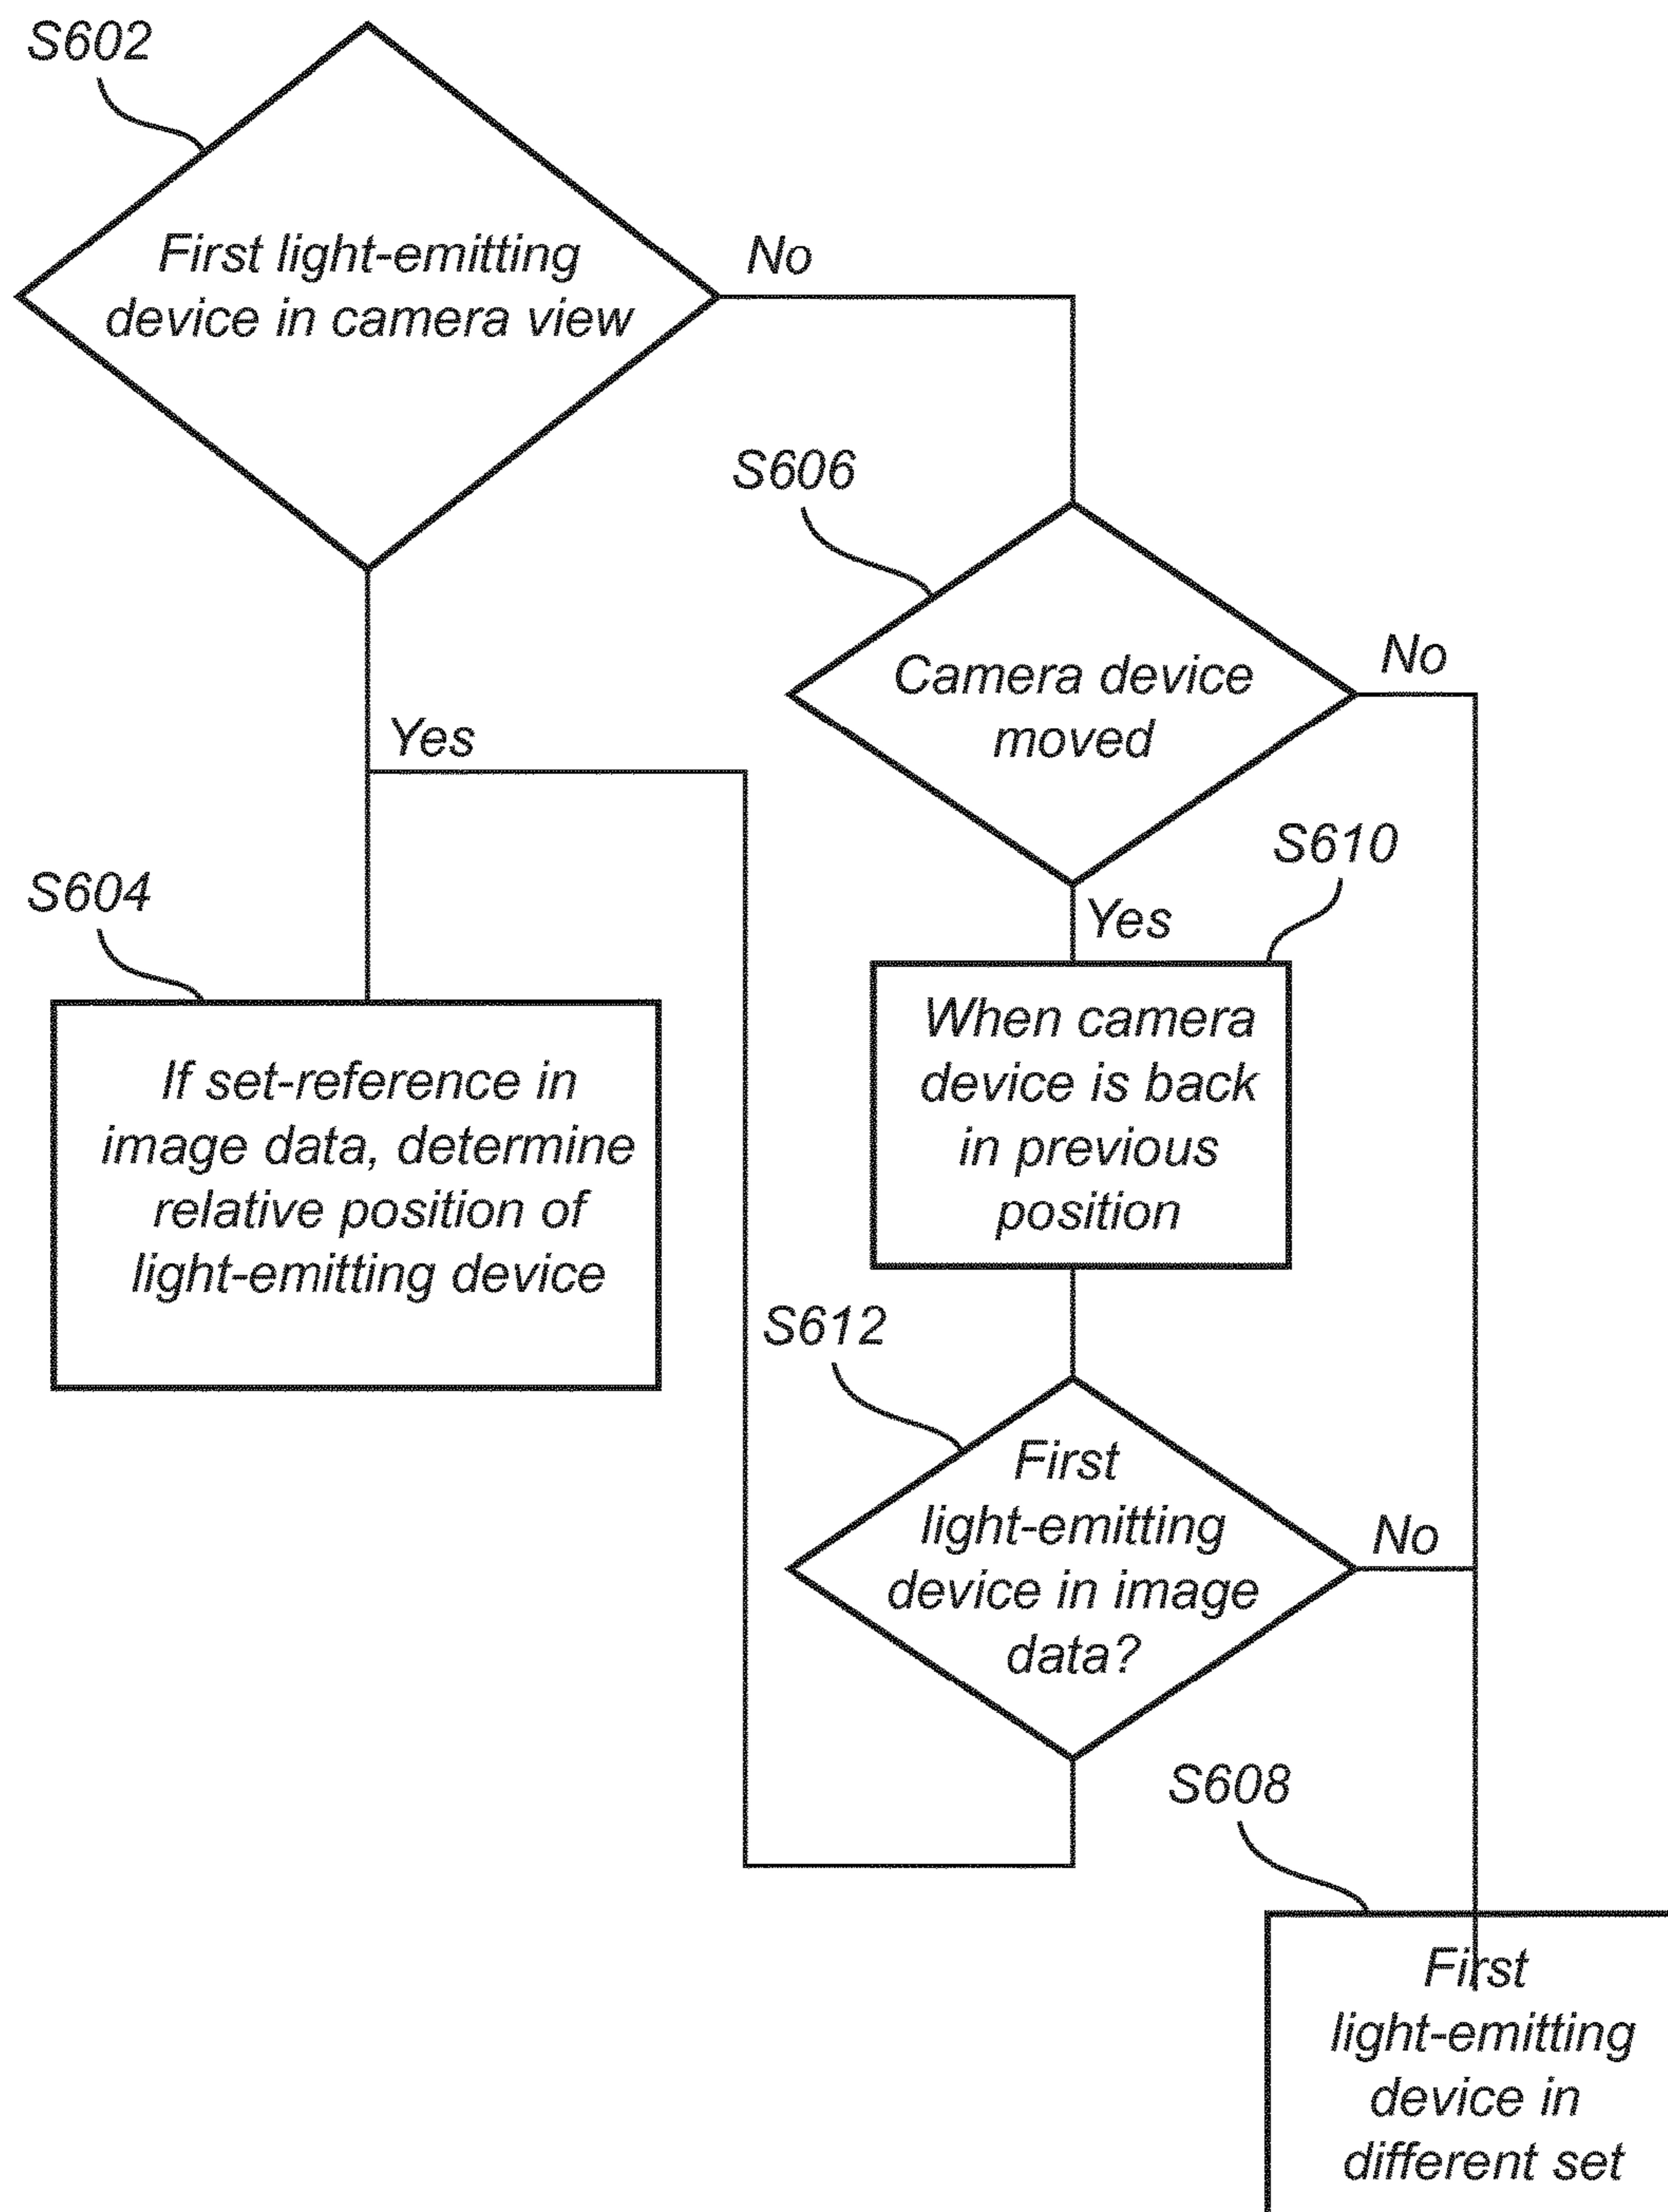 S602
First light-emitting
device in camera view
No
S606
Camera device
moved
No
Yes
S604
If set-reference in
image data, determine
relative position of
light-emitting device
Yes
S610
When camera
device is back
in previous
position
S612
First
light-emitting
device in image
data?
No
S608
First
light-emitting
device in
different set